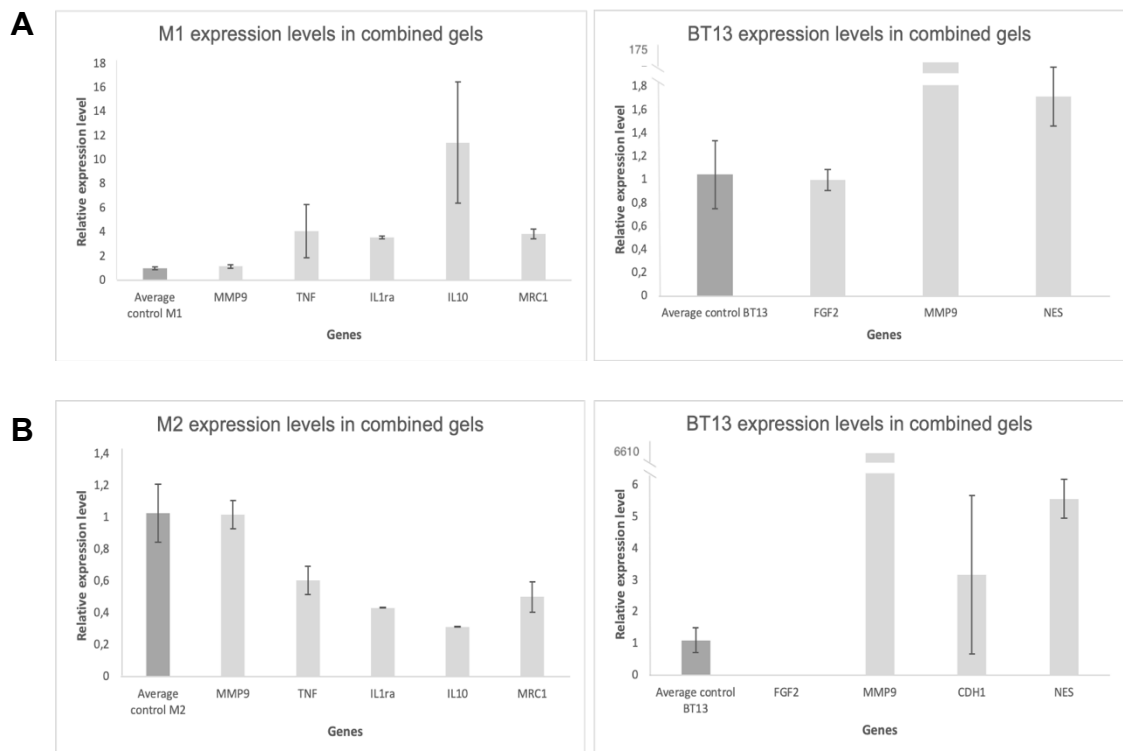 A
M1 expression levels in combined gels
Relative expression level
18
16
14
12
10
8
6
4
2
0
Average control M1
MMP9
TNF
IL1ra
IL10
MRC1
Genes
BT13 expression levels in combined gels
Relative expression level
175
1,8
1,6
1,4
1,2
1
0,8
0,6
0,4
0,2
0
Average control BT13
FGF2
MMP9
NES
Genes
B
M2 expression levels in combined gels
Relative expression level
1,4
1,2
1
0,8
0,6
0,4
0,2
0
Average control M2
MMP9
TNF
IL1ra
IL10
MRC1
Genes
BT13 expression levels in combined gels
Relative expression level
6610
6
5
4
3
2
1
0
Average control BT13
FGF2
MMP9
CDH1
NES
Genes